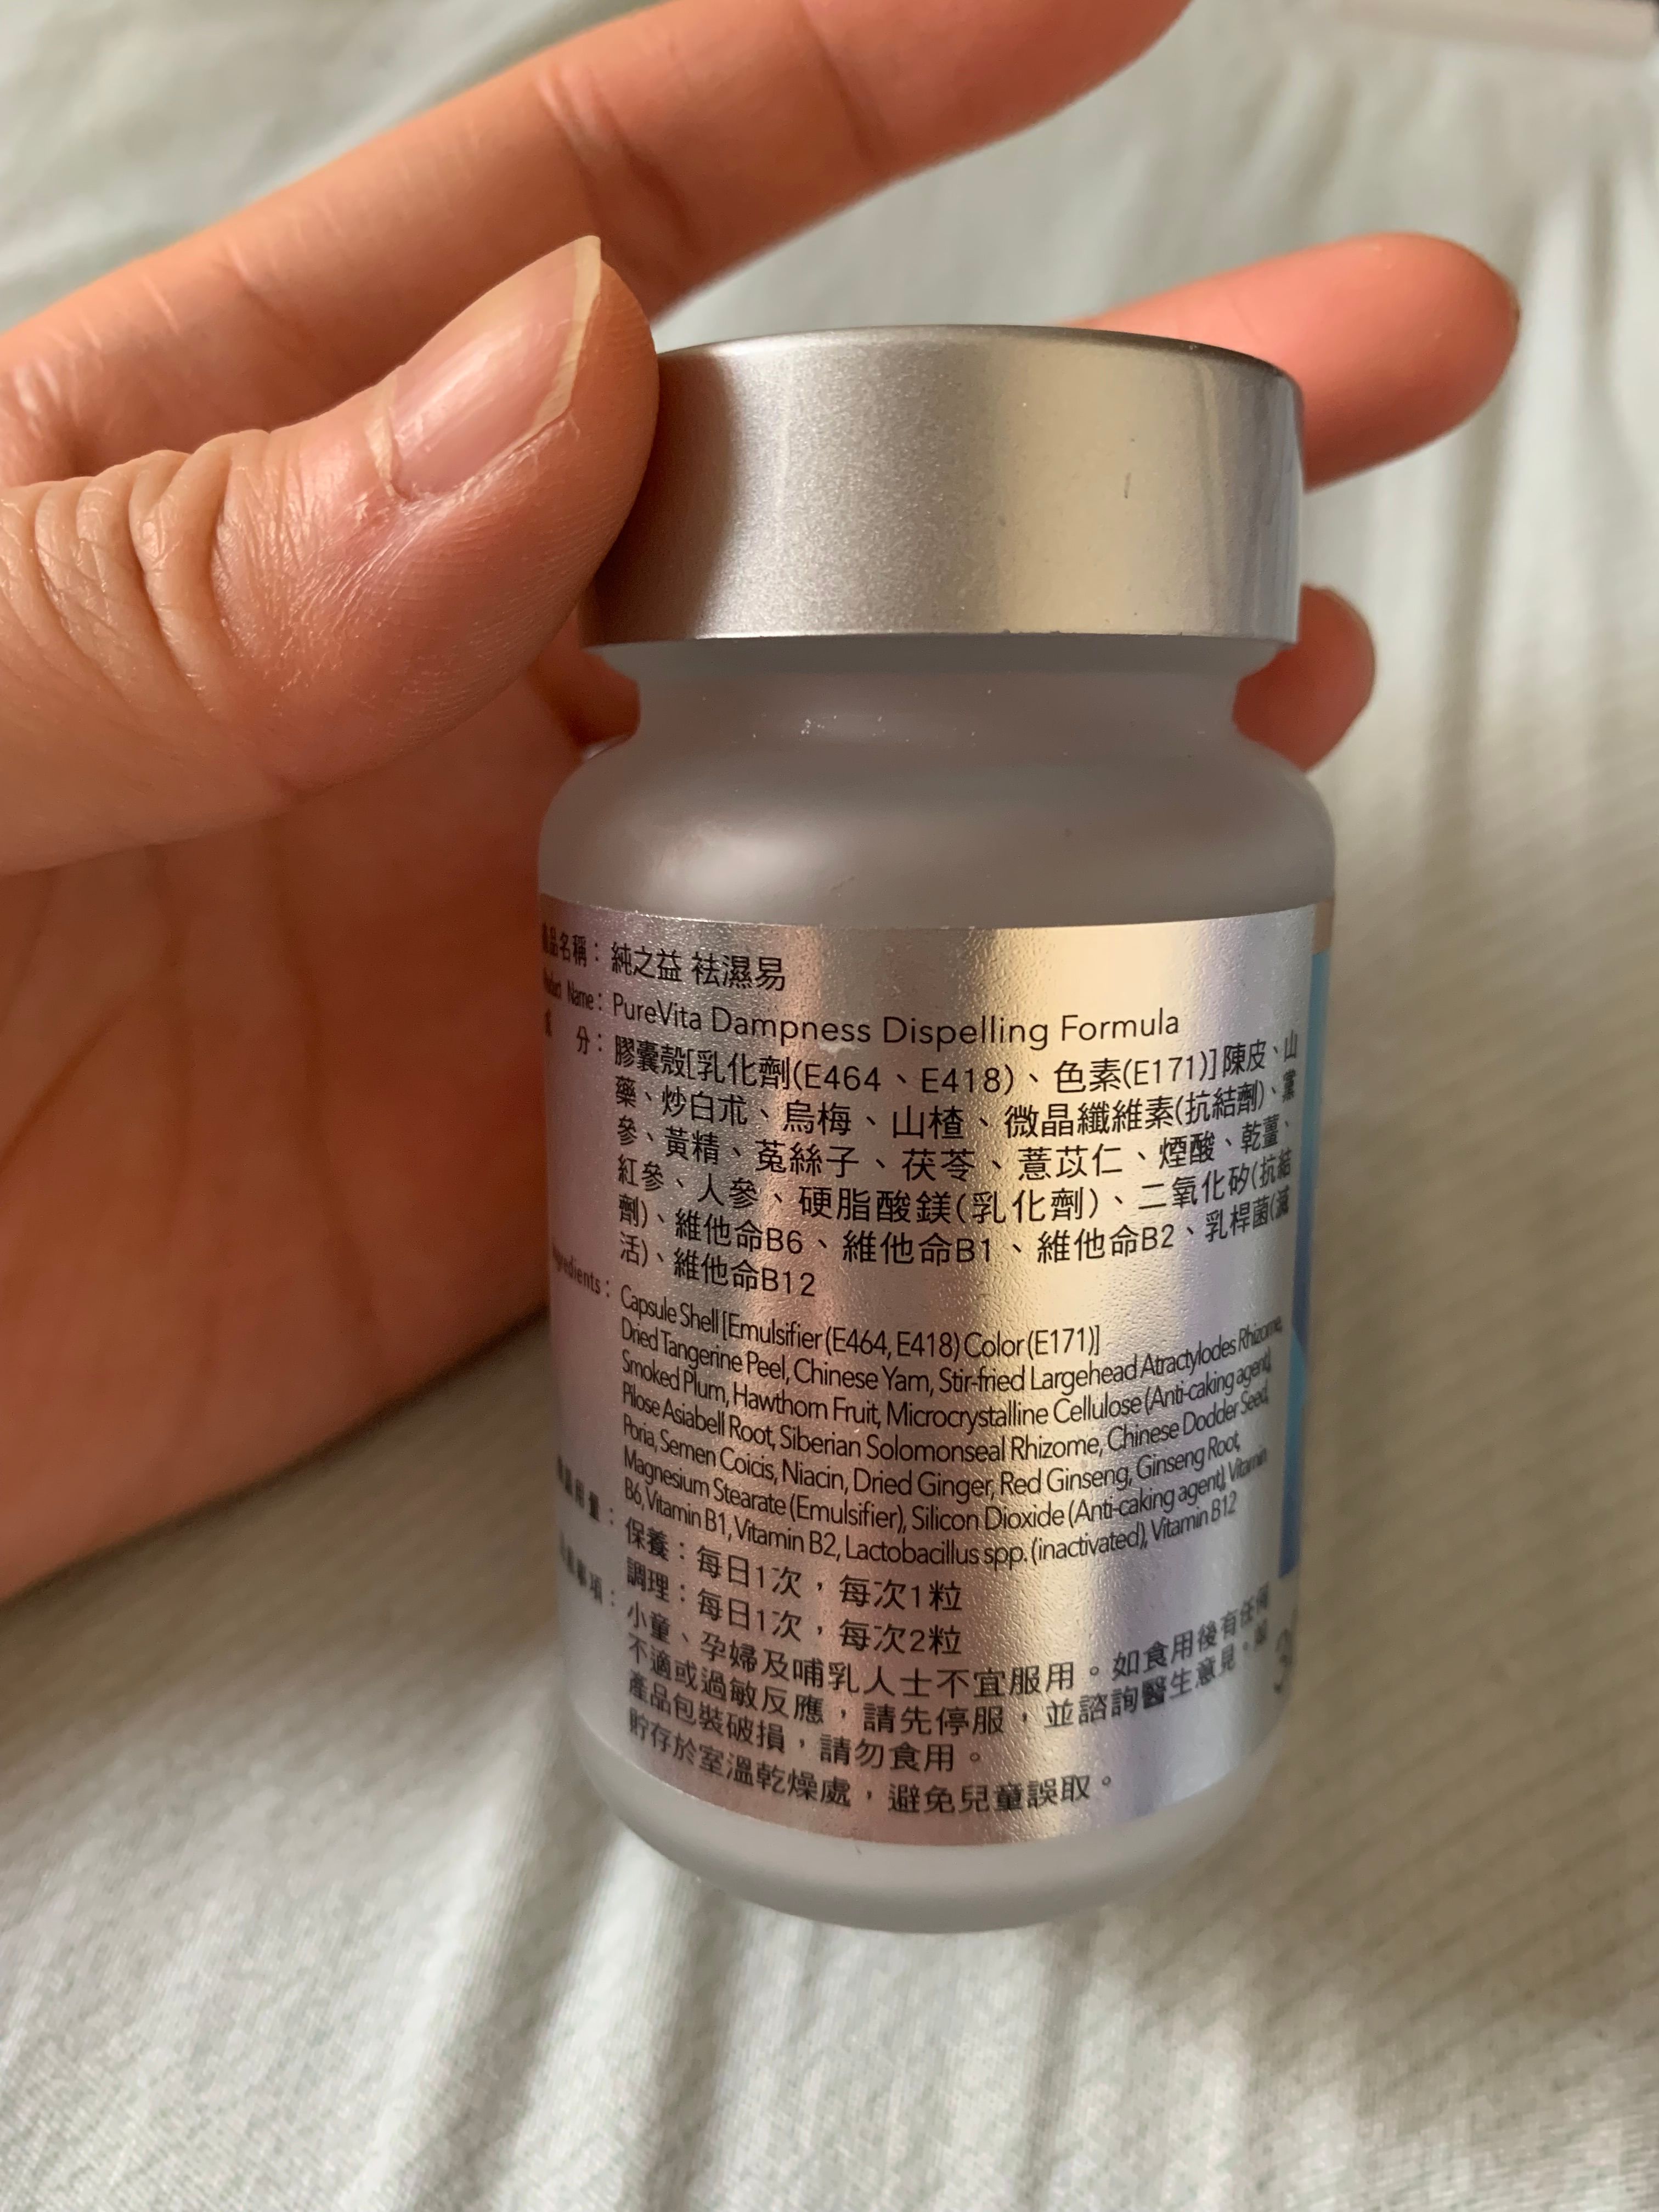 品名稱：純之益 祛濕易
Name：PureVita Dampness Dispelling Formula
分：膠囊殼[乳化劑(E464、E418)、色素(E171)]陳皮、山
藥、炒白朮、烏梅、山楂、微晶纖維素(抗結劑)、黨
參、黃精、菟絲子、茯苓、薏苡仁、煙酸、乾薑、
紅參、人參、硬脂酸鎂(乳化劑)、二氧化矽(抗結
劑)、維他命B6、維他命B1、維他命B2、乳桿菌(滅
活)、維他命B12
Ingredients：Capsule Shell [Emulsifier (E464, E418) Color (E171)]
Dried Tangerine Peel, Chinese Yam, Stir-fried Largehead Atractylodes Rhizome,
Smoked Plum, Hawthorn Fruit, Microcrystalline Cellulose (Anti-caking agent),
Pilose Asiabell Root, Siberian Solomonseal Rhizome, Chinese Dodder Seed,
Poria, Semen Coicis, Niacin, Dried Ginger, Red Ginseng, Ginseng Root,
Magnesium Stearate (Emulsifier), Silicon Dioxide (Anti-caking agent), Vitamin
B6, Vitamin B1, Vitamin B2, Lactobacillus spp. (inactivated), Vitamin B12
用量：保養：每日1次，每次1粒
調理：每日1次，每次2粒
事項：小童、孕婦及哺乳人士不宜服用。如食用後有任何
不適或過敏反應，請先停服，並諮詢醫生意見。如
產品包裝破損，請勿食用。
貯存於室溫乾燥處，避免兒童誤取。